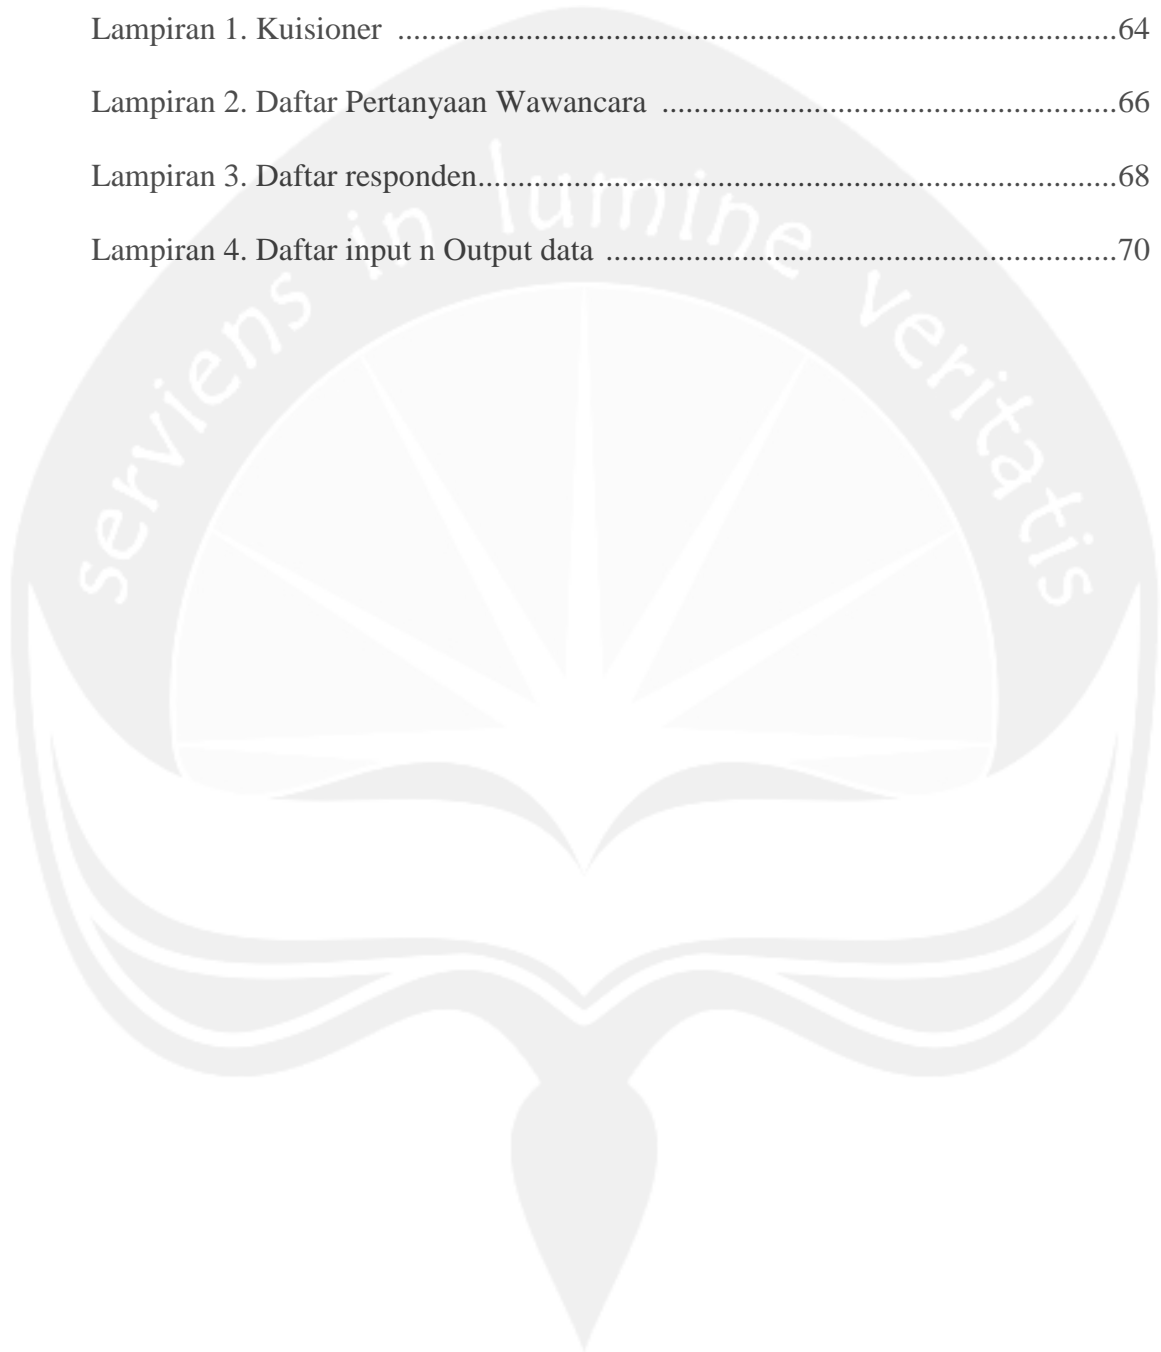 Lampiran 1. Kuisioner ........................................................................................64
Lampiran 2. Daftar Pertanyaan Wawancara ........................................................66
Lampiran 3. Daftar responden..............................................................................68
Lampiran 4. Daftar input n Output data ...............................................................70
serviens in lumine veritatis